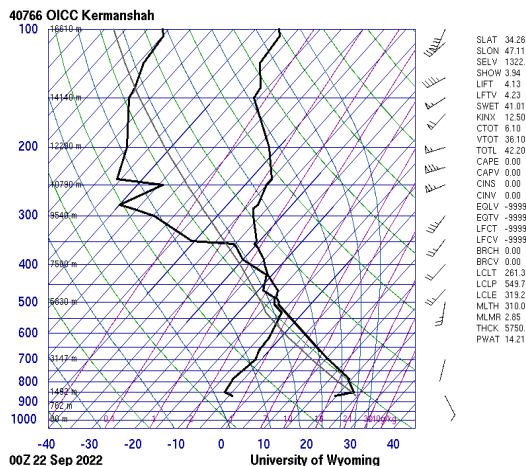 40766 OICC Kermanshah
100
16610 m
14140 m
200
12280 m
10790 m
300
9540 m
400
7580 m
500
5830 m
600
700
3147 m
800
1492 m
900
762 m
1000
-40 -30 -20 -10 0 10 20 30 40
00Z 22 Sep 2022
University of Wyoming
SLAT 34.26
SLON 47.11
SELV 1322.
SHOW 3.94
LIFT 4.13
LFTV 4.23
SWET 41.01
KINX 12.50
CTOT 6.10
VTOT 36.10
TOTL 42.20
CAPE 0.00
CAPV 0.00
CINS 0.00
CINV 0.00
EQLV -9999
EQTV -9999
LFCT -9999
LFCV -9999
BRCH 0.00
BRCV 0.00
LCLT 261.3
LCLP 549.7
LCLE 319.2
MLTH 310.0
MLMR 2.85
THCK 5750.
PWAT 14.21